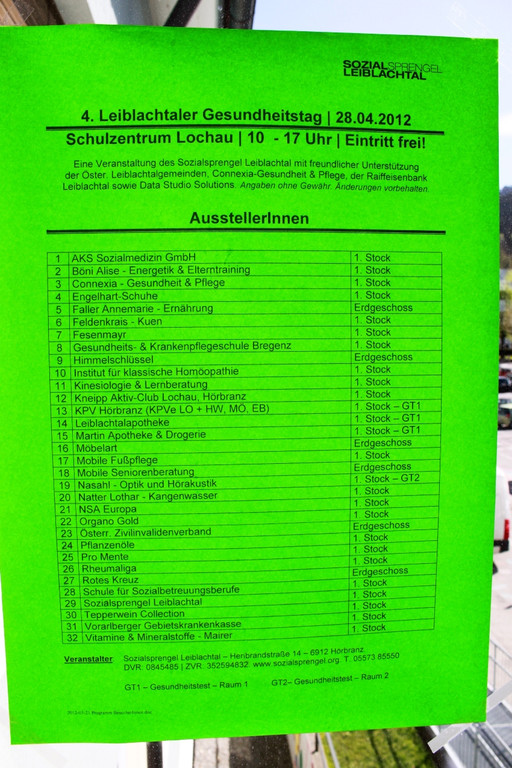 SOZIALSPRENGEL
LEIBLACHTAL
4. Leiblachtaler Gesundheitstag | 28.04.2012
Schulzentrum Lochau | 10 - 17 Uhr | Eintritt frei!
Eine Veranstaltung des Sozialsprengel Leiblachtal mit freundlicher Unterstützung
der Öster. Leiblachtalgemeinden, Connexia-Gesundheit & Pflege, der Raiffeisenbank
Leiblachtal sowie Data Studio Solutions. Angaben ohne Gewähr. Änderungen vorbehalten.
AusstellerInnen
1 AKS Sozialmedizin GmbH 1. Stock
2 Böni Alise - Energetik & Elterntraining 1. Stock
3 Connexia - Gesundheit & Pflege 1. Stock
4 Engelhart-Schuhe 1. Stock
5 Faller Annemarie - Ernährung Erdgeschoss
6 Feldenkrais - Kuen 1. Stock
7 Fesenmayr 1. Stock
8 Gesundheits- & Krankenpflegeschule Bregenz 1. Stock
9 Himmelschlüssel Erdgeschoss
10 Institut für klassische Homöopathie 1. Stock
11 Kinesiologie & Lernberatung 1. Stock
12 Kneipp Aktiv-Club Lochau, Hörbranz 1. Stock
13 KPV Hörbranz (KPVe LO + HW, MÖ, EB) 1. Stock – GT1
14 Leiblachtalapotheke 1. Stock – GT1
15 Martin Apotheke & Drogerie 1. Stock – GT1
16 Möbelart Erdgeschoss
17 Mobile Fußpflege 1. Stock
18 Mobile Seniorenberatung Erdgeschoss
19 Nasahl - Optik und Hörakustik 1. Stock – GT2
20 Natter Lothar - Kangenwasser 1. Stock
21 NSA Europa 1. Stock
22 Organo Gold 1. Stock
23 Österr. Zivilinvalidenverband Erdgeschoss
24 Pflanzenöle 1. Stock
25 Pro Mente 1. Stock
26 Rheumaliga 1. Stock
27 Rotes Kreuz Erdgeschoss
28 Schule für Sozialbetreuungsberufe 1. Stock
29 Sozialsprengel Leiblachtal 1. Stock
30 Tepperwein Collection 1. Stock
31 Vorarlberger Gebietskrankenkasse 1. Stock
32 Vitamine & Mineralstoffe - Mairer 1. Stock
Veranstalter Sozialsprengel Leiblachtal – Heribrandstraße 14 – 6912 Hörbranz
DVR: 0845485 | ZVR: 352594832 www.sozialsprengel.org T. 05573 85550
GT1 – Gesundheitstest – Raum 1 GT2– Gesundheitstest – Raum 2